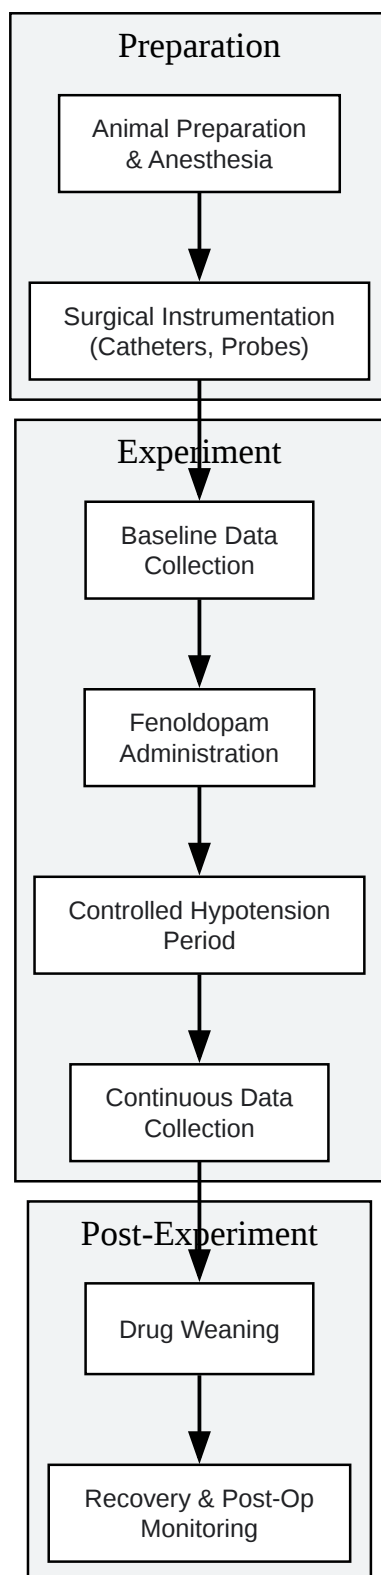 Preparation
Animal Preparation
& Anesthesia
Surgical Instrumentation
(Catheters, Probes)
Experiment
Baseline Data
Collection
Fenoldopam
Administration
Controlled Hypotension
Period
Continuous Data
Collection
Post-Experiment
Drug Weaning
Recovery & Post-Op
Monitoring